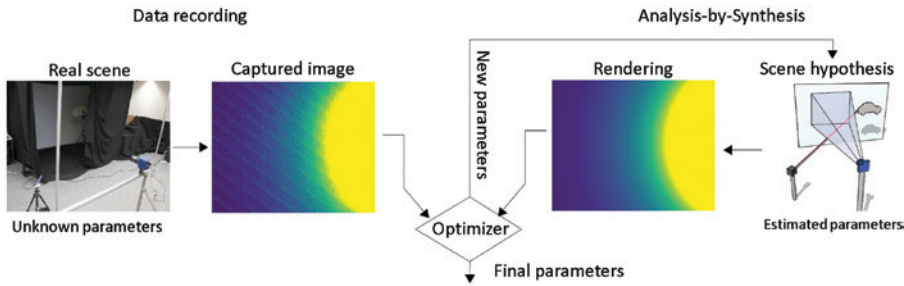 Data recording
Analysis-by-Synthesis
Real scene
Captured image
New parameters
Rendering
Scene hypothesis
Unknown parameters
Optimizer
Estimated parameters
Final parameters